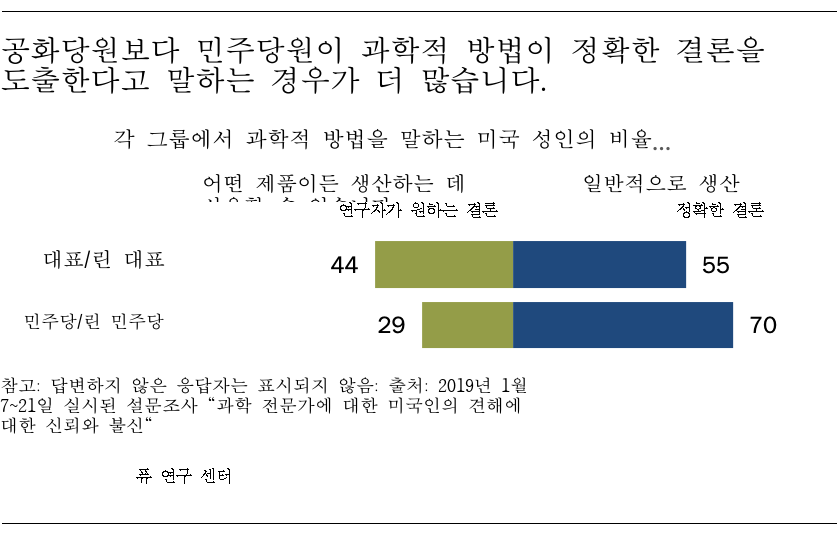 공화당원보다 민주당원이 과학적 방법이 정확한 결론을
도출한다고 말하는 경우가 더 많습니다.
각 그룹에서 과학적 방법을 말하는 미국 성인의 비율...
어떤 제품이든 생산하는 데
일반적으로 생산
연구자가 원하는 결론
정확한 결론
대표/린 대표
44
55
민주당/린 민주당
29
70
참고: 답변하지 않은 응답자는 표시되지 않음: 출처: 2019년 1월
7~21일 실시된 설문조사 “과학 전문가에 대한 미국인의 견해에
대한 신뢰와 불신“
퓨 연구 센터